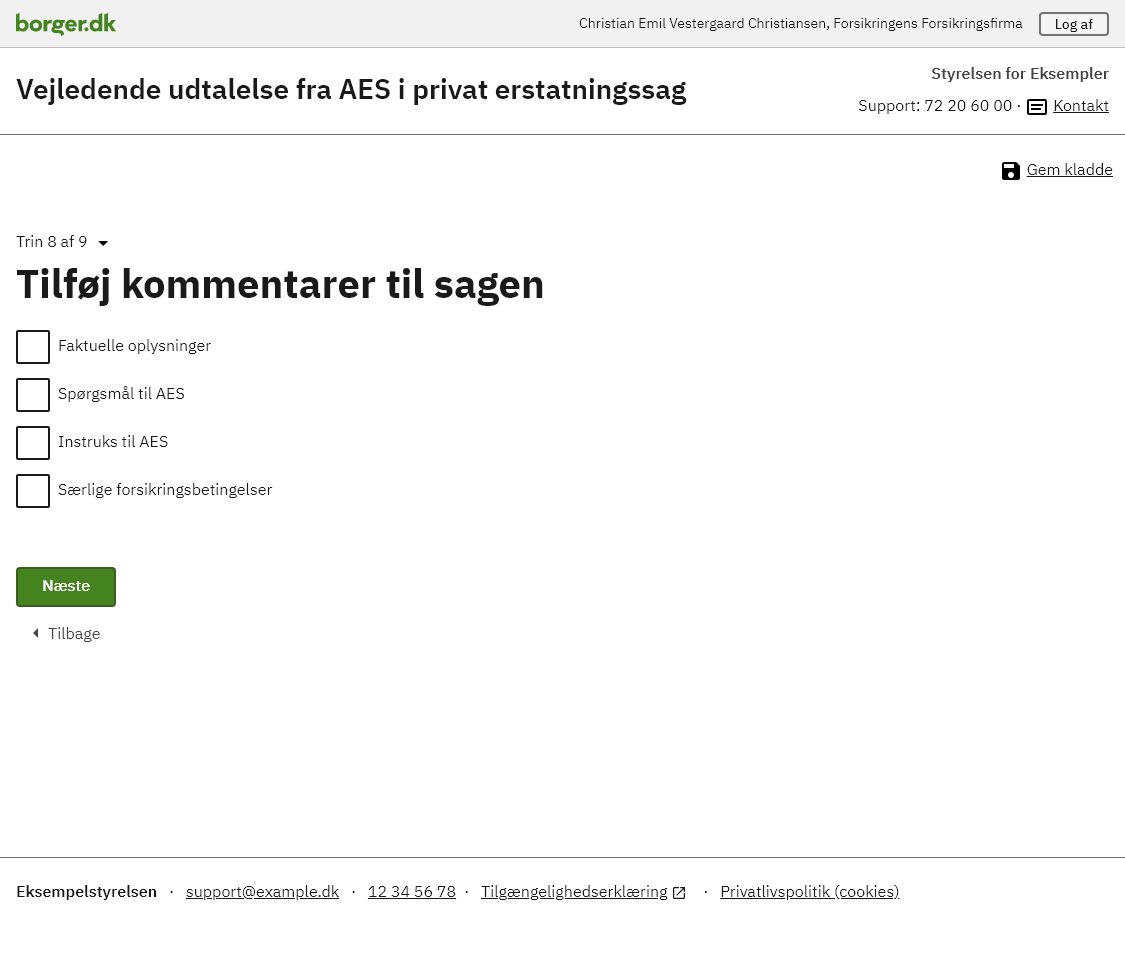 borger.dk
Christian Emil Vestergaard Christiansen, Forsikringens Forsikringsfirma
Log af
Vejledende udtalelse fra AES i privat erstatningssag
Styrelsen for Eksempler
Support: 72 20 60 00 · Kontakt
Gem kladde
Trin 8 af 9
Tilføj kommentarer til sagen
Faktuelle oplysninger
Spørgsmål til AES
Instruks til AES
Særlige forsikringsbetingelser
Næste
Tilbage
Eksempelstyrelsen · support@example.dk · 12 34 56 78 · Tilgængelighedserklæring · Privatlivspolitik (cookies)